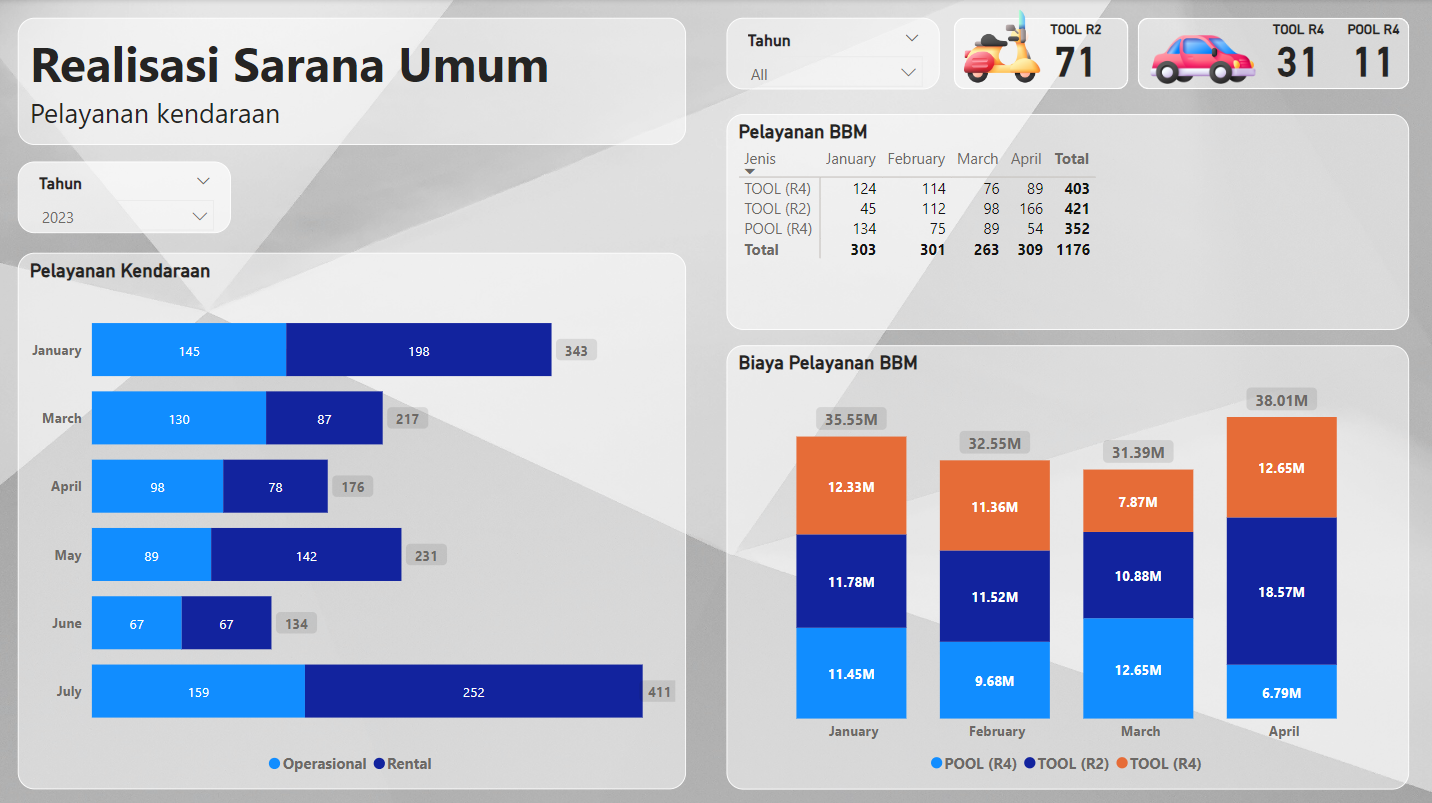 Realisasi Sarana Umum
Pelayanan kendaraan
Tahun
2023
Pelayanan Kendaraan
January 145 198 343
March 130 87 217
April 98 78 176
May 89 142 231
June 67 67 134
July 159 252 411
Operasional Rental
Tahun
All
TOOL R2
71
TOOL R4 POOL R4
31 11
Pelayanan BBM
Jenis January February March April Total
TOOL (R4) 124 114 76 89 403
TOOL (R2) 45 112 98 166 421
POOL (R4) 134 75 89 54 352
Total 303 301 263 309 1176
Biaya Pelayanan BBM
35.55M 32.55M 31.39M 38.01M
12.33M 11.36M 7.87M 12.65M
11.78M 11.52M 10.88M 18.57M
11.45M 9.68M 12.65M 6.79M
January February March April
POOL (R4) TOOL (R2) TOOL (R4)